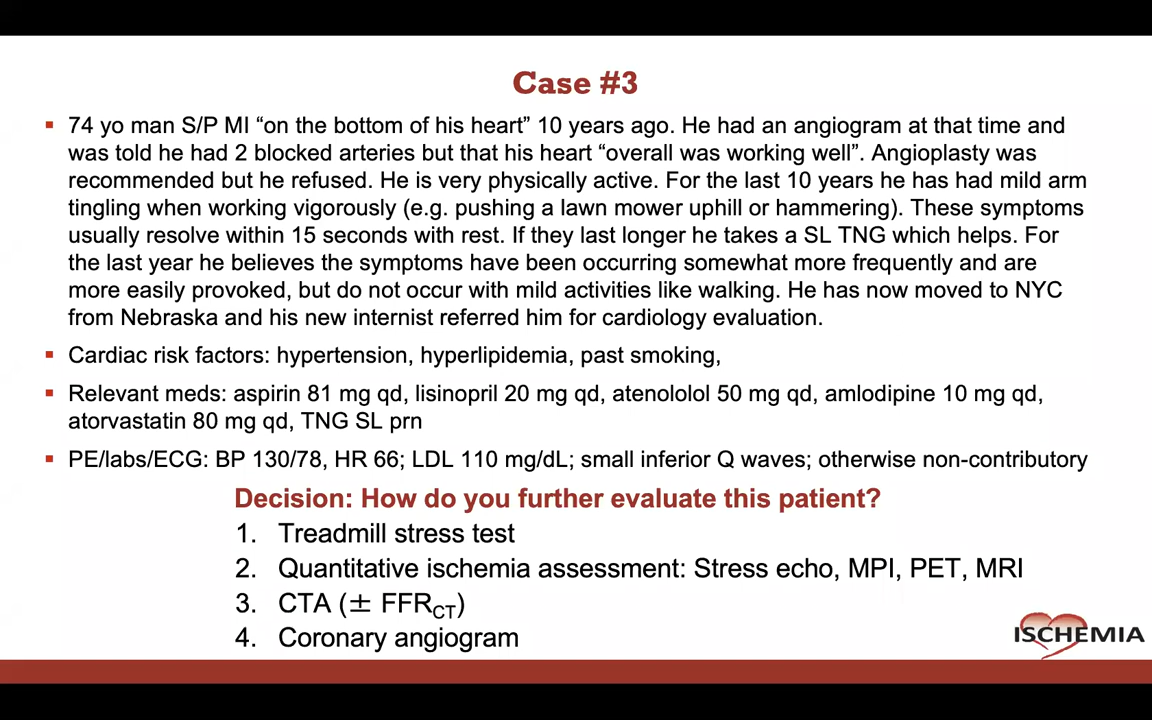 Case #3
▪ 74 yo man S/P MI “on the bottom of his heart” 10 years ago. He had an angiogram at that time and
was told he had 2 blocked arteries but that his heart “overall was working well”. Angioplasty was
recommended but he refused. He is very physically active. For the last 10 years he has had mild arm
tingling when working vigorously (e.g. pushing a lawn mower uphill or hammering). These symptoms
usually resolve within 15 seconds with rest. If they last longer he takes a SL TNG which helps. For
the last year he believes the symptoms have been occurring somewhat more frequently and are
more easily provoked, but do not occur with mild activities like walking. He has now moved to NYC
from Nebraska and his new internist referred him for cardiology evaluation.
▪ Cardiac risk factors: hypertension, hyperlipidemia, past smoking,
▪ Relevant meds: aspirin 81 mg qd, lisinopril 20 mg qd, atenololol 50 mg qd, amlodipine 10 mg qd,
atorvastatin 80 mg qd, TNG SL prn
▪ PE/labs/ECG: BP 130/78, HR 66; LDL 110 mg/dL; small inferior Q waves; otherwise non-contributory
Decision: How do you further evaluate this patient?
1. Treadmill stress test
2. Quantitative ischemia assessment: Stress echo, MPI, PET, MRI
3. CTA (± FFRCT)
4. Coronary angiogram
ISCHEMIA